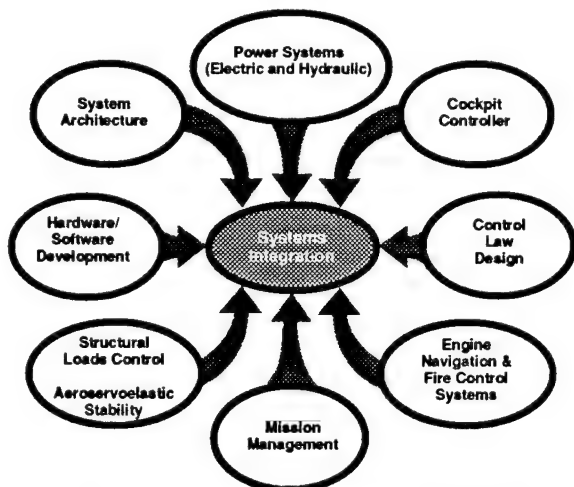 Power Systems
(Electric and Hydraulic)
System
Architecture
Cockpit
Controller
Hardware/
Software
Development
Systems
Integration
Control
Law
Design
Structural
Loads Control
Aeroservoelastic
Stability
Engine
Navigation &
Fire Control
Systems
Mission
Management